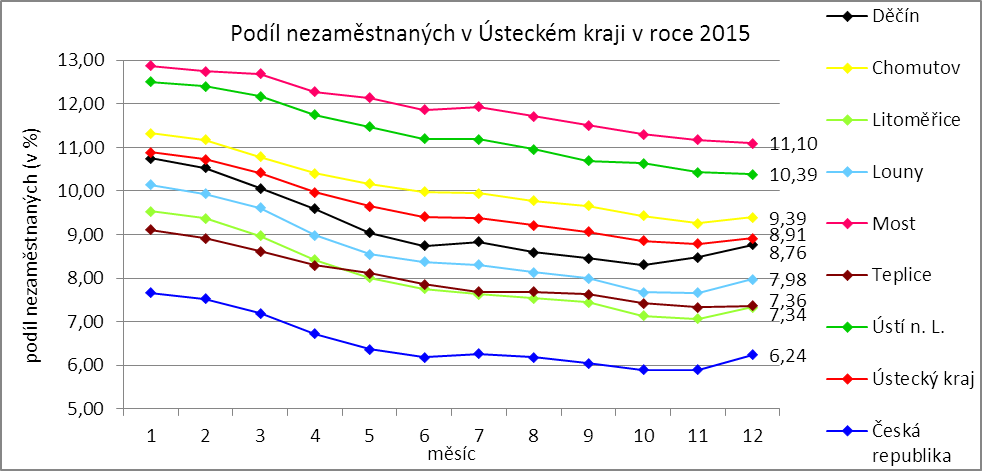 Podíl nezaměstnaných v Ústeckém kraji v roce 2015
podíl nezaměstnaných (v %)
13,00
12,00
11,00
10,00
9,00
8,00
7,00
6,00
5,00
1 2 3 4 5 6 7 8 9 10 11 12
měsíc
11,10
10,39
9,39
8,91
8,76
7,98
7,36
7,34
6,24
Děčín
Chomutov
Litoměřice
Louny
Most
Teplice
Ústí n. L.
Ústecký kraj
Česká
republika